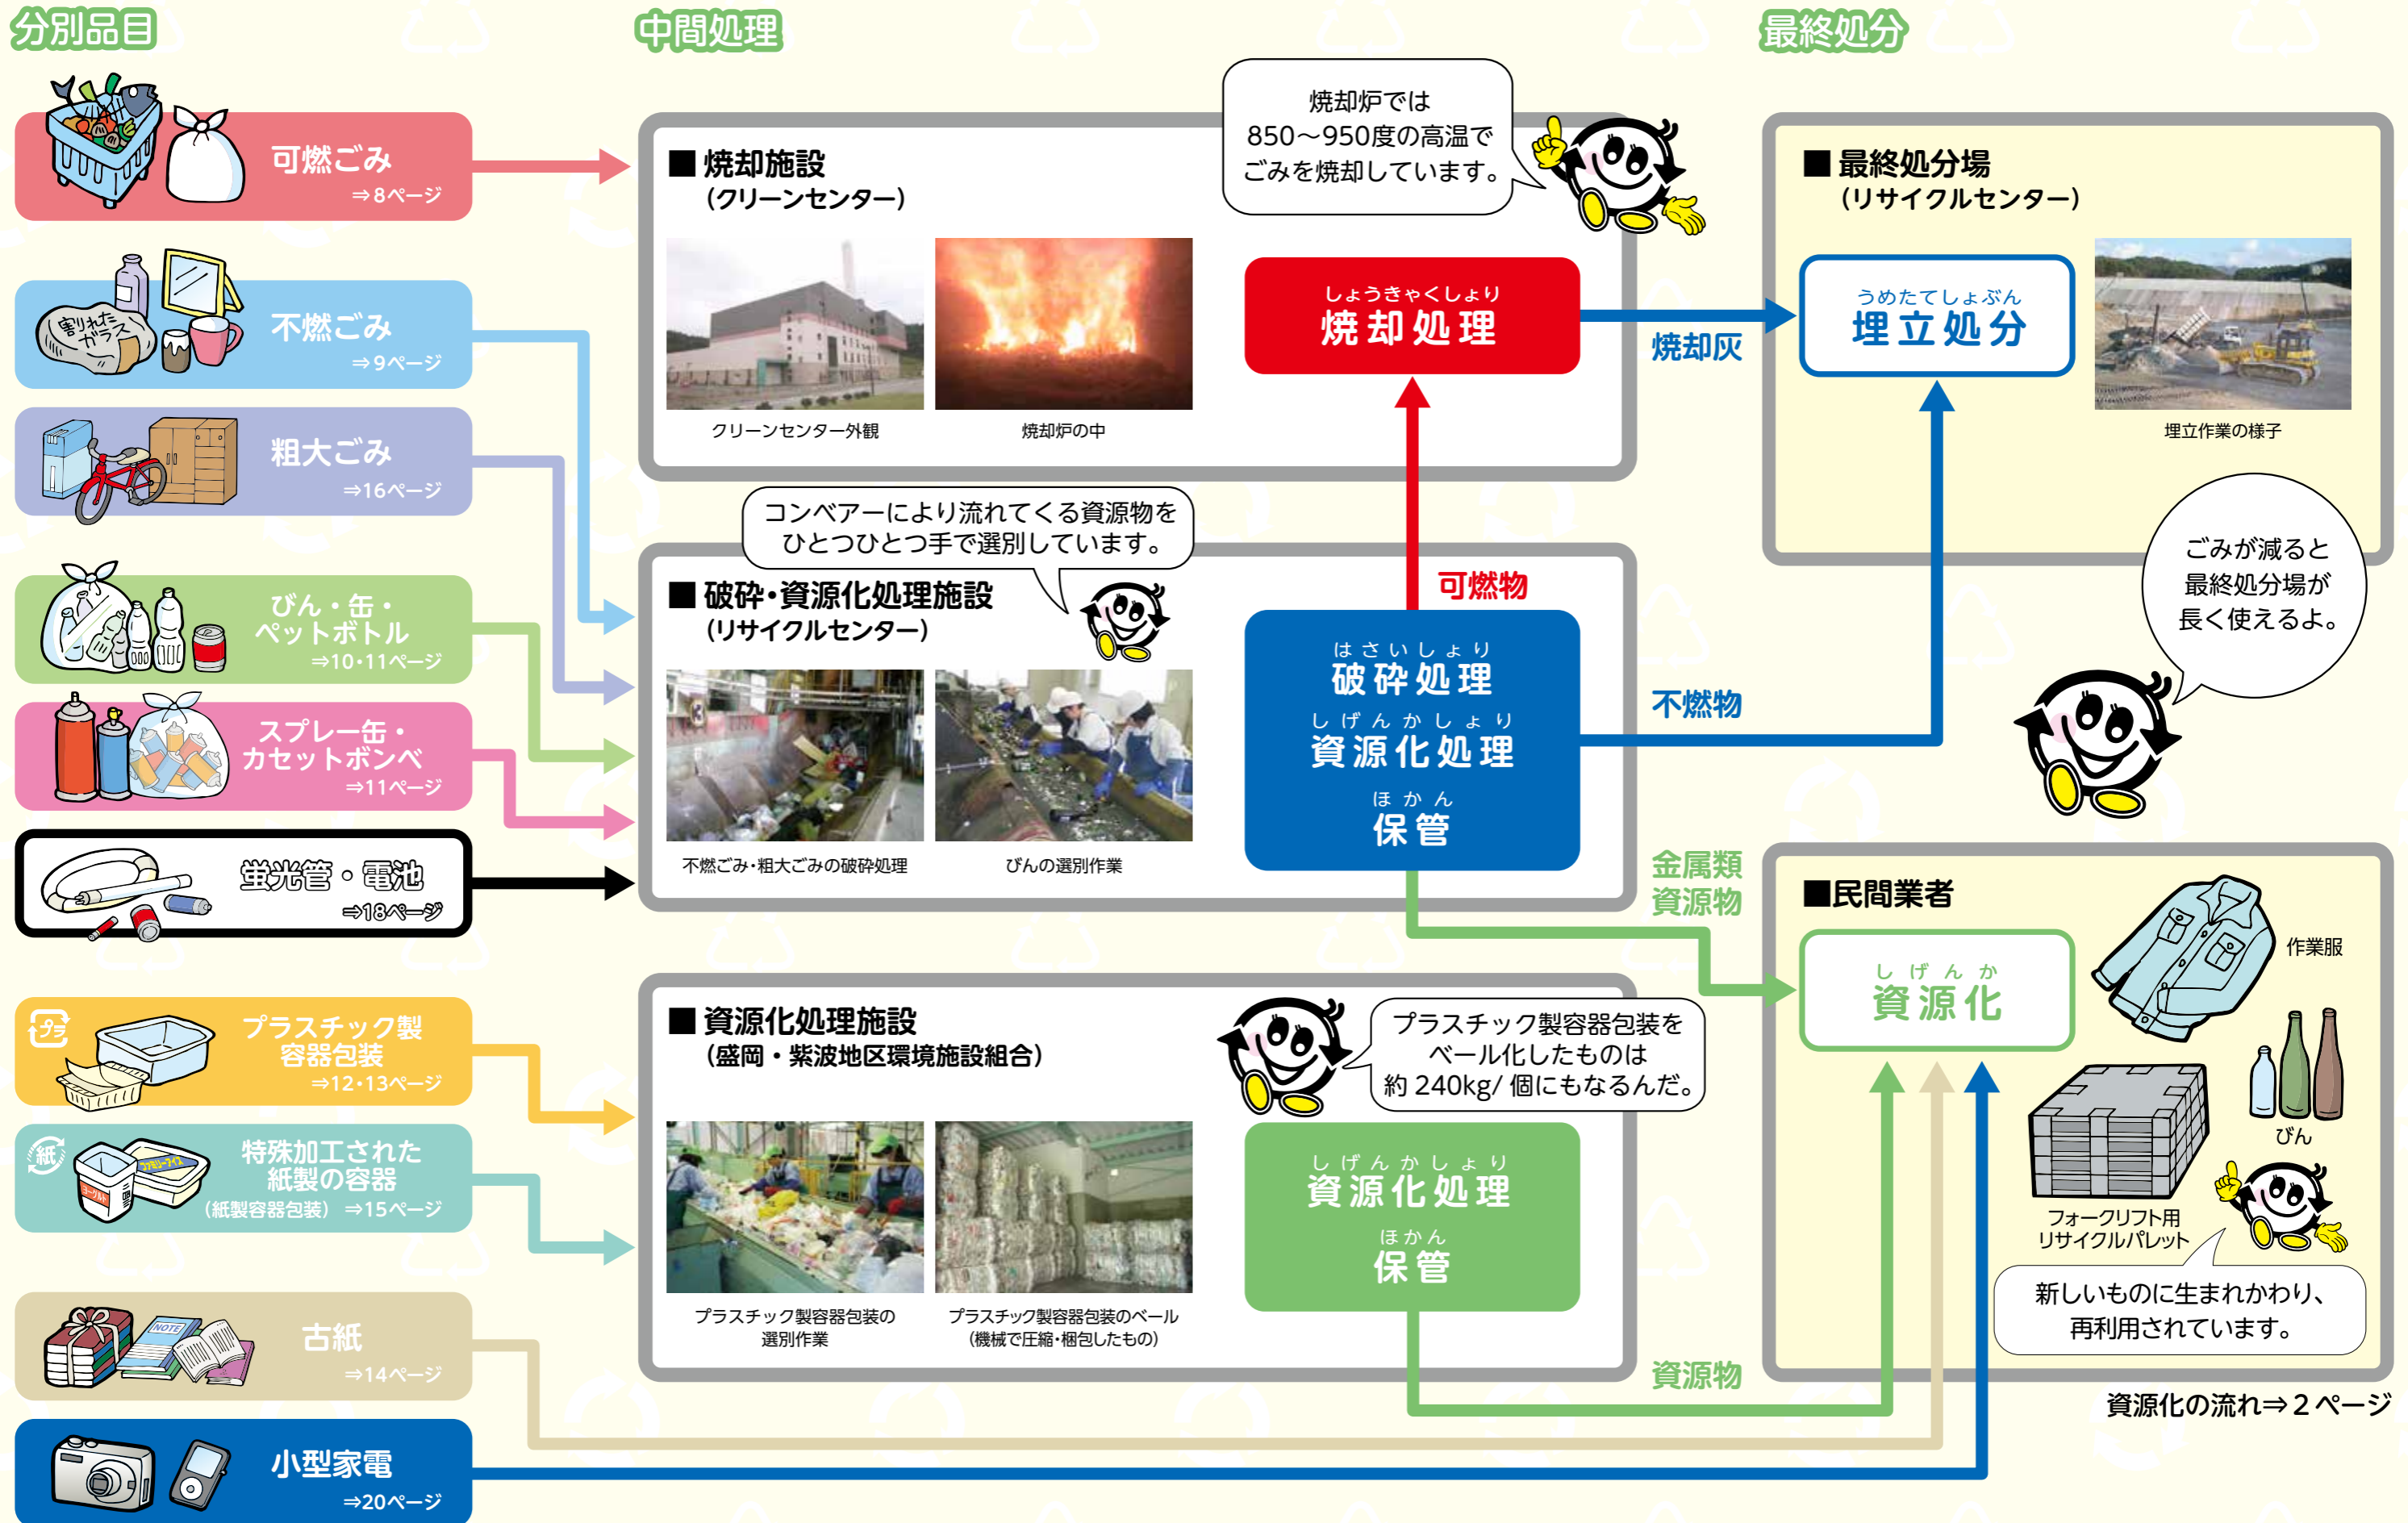 分別品目
可燃ごみ
⇒8ページ
割れた
ガラス
不燃ごみ
⇒9ページ
粗大ごみ
⇒16ページ
びん・缶・
ペットボトル
⇒10・11ページ
スプレー缶・
カセットボンベ
⇒11ページ
蛍光管・電池
⇒18ページ
プラ
プラスチック製
容器包装
⇒12・13ページ
紙
ヨーグルト
特殊加工された
紙製の容器
(紙製容器包装) ⇒15ページ
NOTE
古紙
⇒14ページ
小型家電
⇒20ページ
中間処理
■ 焼却施設
(クリーンセンター)
焼却炉では
850〜950度の高温で
ごみを焼却しています。
クリーンセンター外観
焼却炉の中
しょうきゃくしょり
焼却処理
焼却灰
コンベアーにより流れてくる資源物を
ひとつひとつ手で選別しています。
■ 破砕・資源化処理施設
(リサイクルセンター)
不燃ごみ・粗大ごみの破砕処理
びんの選別作業
可燃物
はさいしょり
破砕処理
しげんかしょり
資源化処理
ほかん
保管
不燃物
金属類
資源物
■ 資源化処理施設
(盛岡・紫波地区環境施設組合)
プラスチック製容器包装を
ベール化したものは
約 240kg/ 個にもなるんだ。
プラスチック製容器包装の
選別作業
プラスチック製容器包装のベール
(機械で圧縮・梱包したもの)
しげんかしょり
資源化処理
ほかん
保管
資源物
最終処分
■ 最終処分場
(リサイクルセンター)
うめたてしょぶん
埋立処分
埋立作業の様子
ごみが減ると
最終処分場が
長く使えるよ。
■民間業者
しげんか
資源化
作業服
びん
フォークリフト用
リサイクルパレット
新しいものに生まれかわり、
再利用されています。
資源化の流れ⇒２ページ